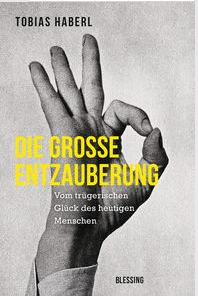 TOBIAS HABERL
DIE GROSSE
ENTZAUBERUNG
Vom trügerischen
Glück des heutigen
Menschen
BLESSING